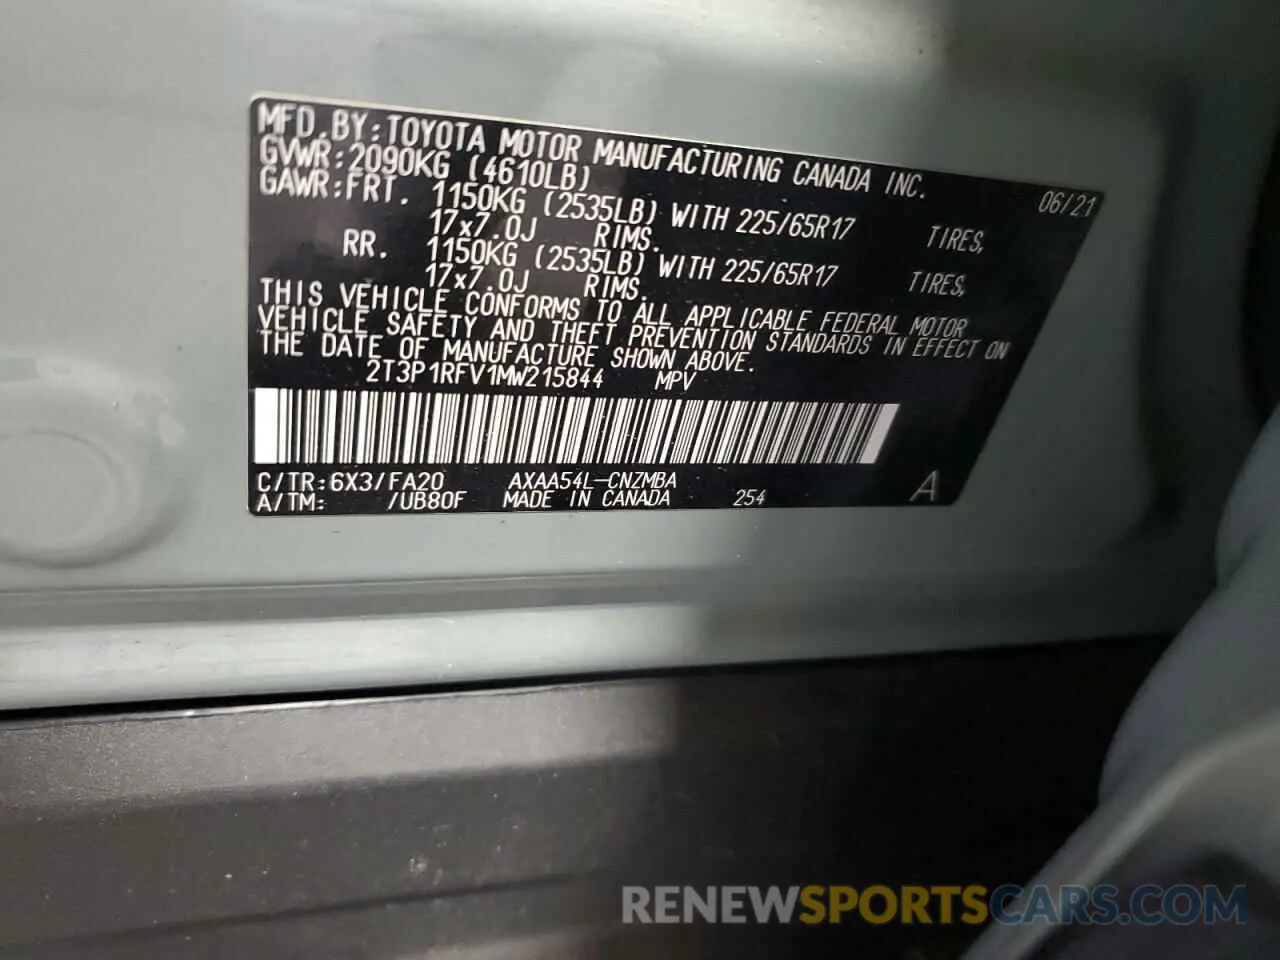 MFD. BY: TOYOTA MOTOR MANUFACTURING CANADA INC. 06/21
GVWR: 2090KG (4610LB)
GAWR: FRT. 1150KG (2535LB) WITH 225/65R17 TIRES,
17x7.0J RIMS.
RR. 1150KG (2535LB) WITH 225/65R17 TIRES,
17x7.0J RIMS.
THIS VEHICLE CONFORMS TO ALL APPLICABLE FEDERAL MOTOR
VEHICLE SAFETY AND THEFT PREVENTION STANDARDS IN EFFECT ON
THE DATE OF MANUFACTURE SHOWN ABOVE.
2T3P1RFV1MW215844 MPV
C/TR: 6X3/FA20 AXAA54L-CNZMBA
A/TM: /UB80F MADE IN CANADA 254 A
RENEWSPORTSCARS.COM